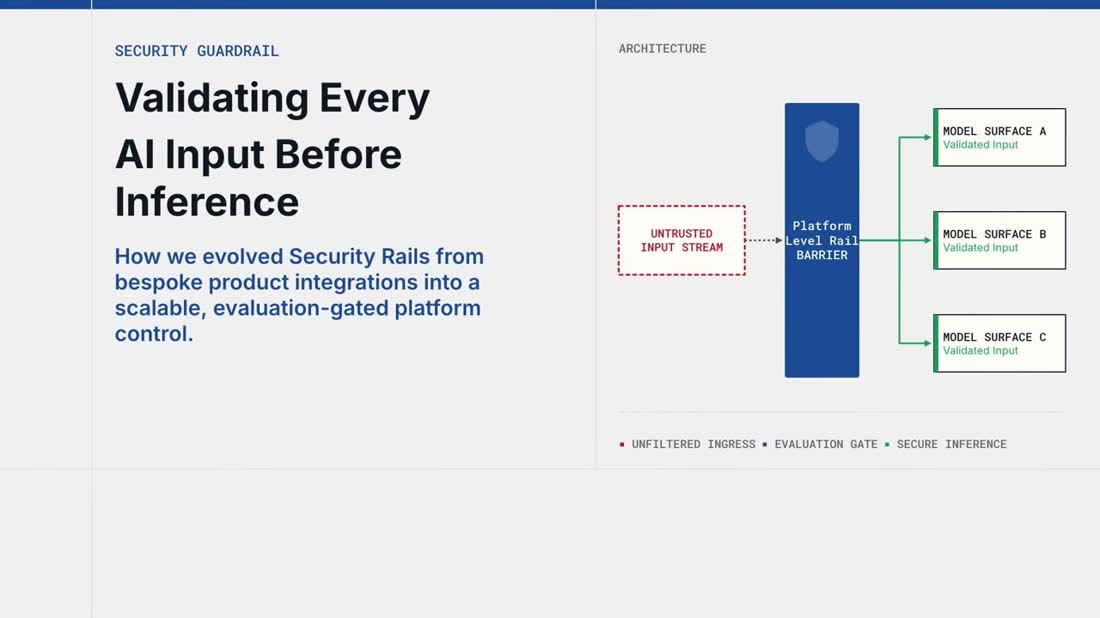 SECURITY GUARDRAIL
Validating Every
AI Input Before
Inference
How we evolved Security Rails from
bespoke product integrations into a
scalable, evaluation-gated platform
control.
ARCHITECTURE
UNTRUSTED
INPUT STREAM
Platform
Level Rail
BARRIER
MODEL SURFACE A
Validated Input
MODEL SURFACE B
Validated Input
MODEL SURFACE C
Validated Input
UNFILTERED INGRESS EVALUATION GATE SECURE INFERENCE